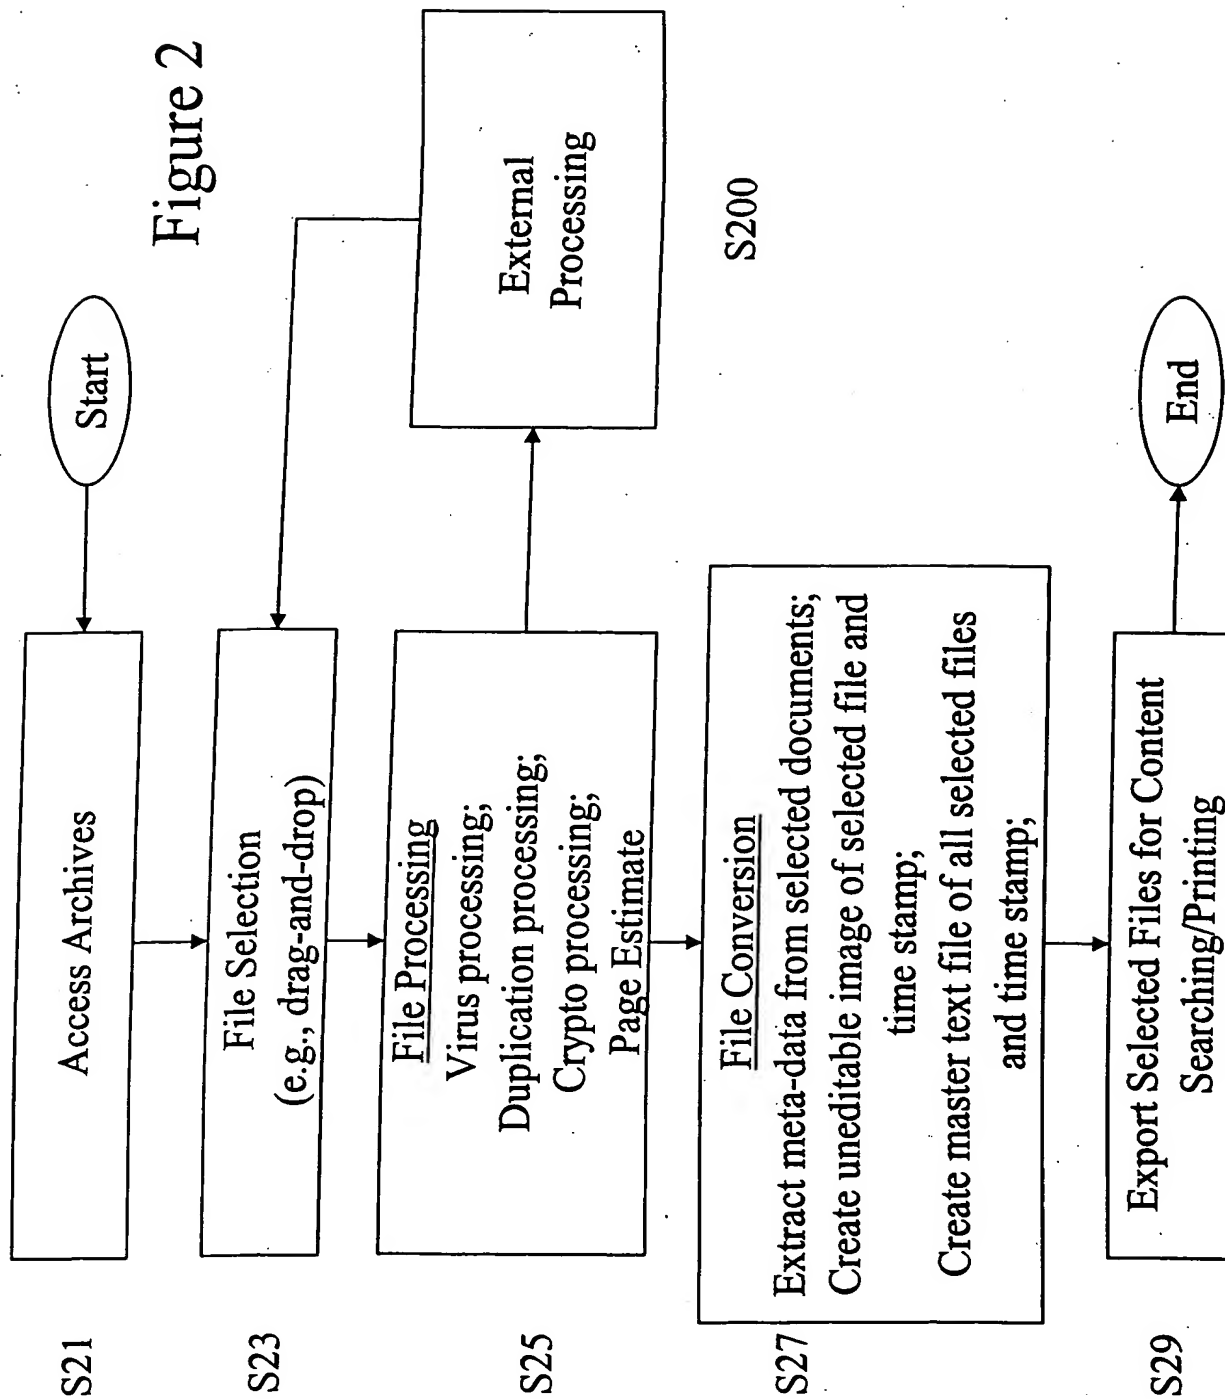 Figure 2
Start
S21
Access Archives
S23
File Selection
(e.g., drag-and-drop)
S25
File Processing
Virus processing;
Duplication processing;
Crypto processing;
Page Estimate
External
Processing
S200
S27
File Conversion
Extract meta-data from selected documents;
Create uneditable image of selected file and
time stamp;
Create master text file of all selected files
and time stamp;
S29
Export Selected Files for Content
Searching/Printing
End